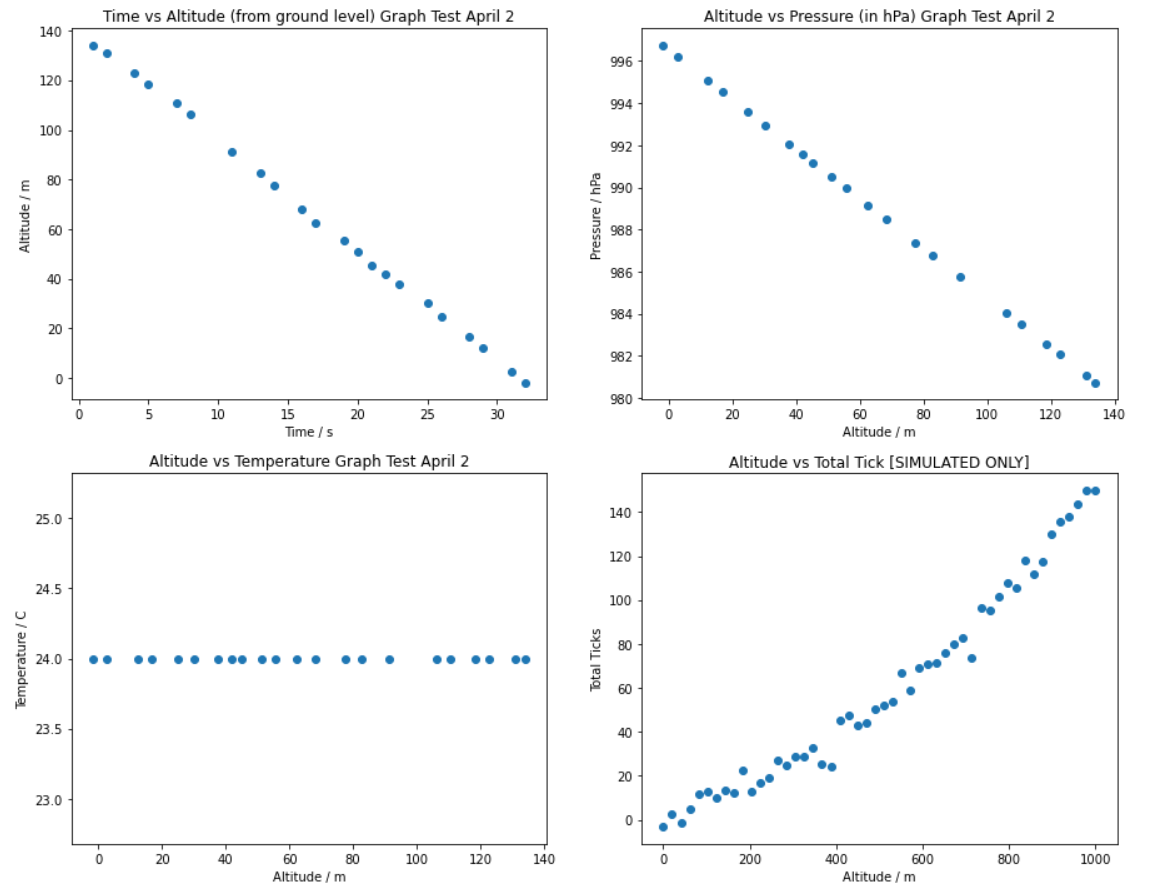 Time vs Altitude (from ground level) Graph Test April 2
140
120
100
80
60
40
20
0
Altitude / m
0 5 10 15 20 25 30
Time / s
Altitude vs Pressure (in hPa) Graph Test April 2
996
994
992
990
988
986
984
982
980
Pressure / hPa
0 20 40 60 80 100 120 140
Altitude / m
Altitude vs Temperature Graph Test April 2
25.0
24.5
24.0
23.5
23.0
Temperature / C
0 20 40 60 80 100 120 140
Altitude / m
Altitude vs Total Tick [SIMULATED ONLY]
140
120
100
80
60
40
20
0
Total Ticks
0 200 400 600 800 1000
Altitude / m